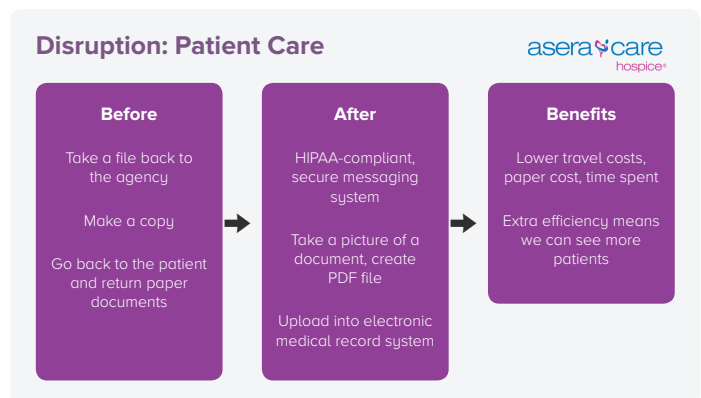 Disruption: Patient Care
asera care
hospice®
Before
Take a file back to
the agency
Make a copy
Go back to the patient
and return paper
documents
After
HIPAA-compliant,
secure messaging
system
Take a picture of a
document, create
PDF file
Upload into electronic
medical record system
Benefits
Lower travel costs,
paper cost, time spent
Extra efficiency means
we can see more
patients